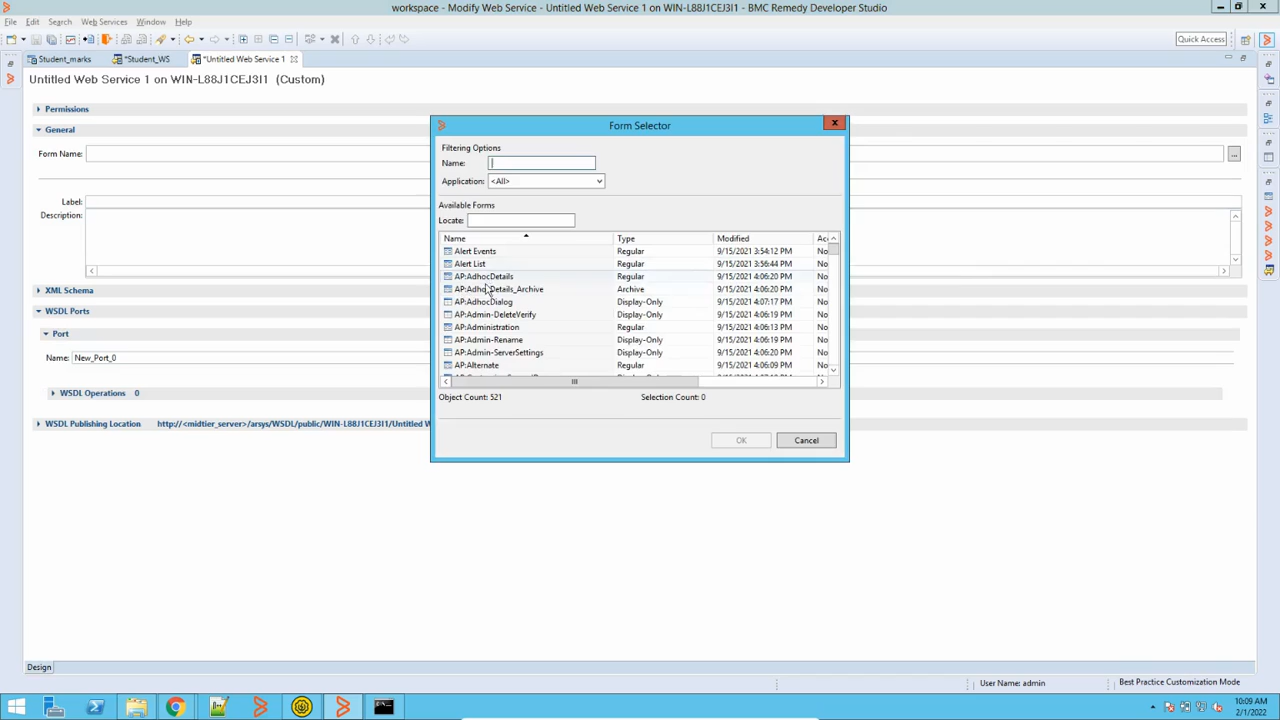 workspace - Modify Web Service - Untitled Web Service 1 on WIN-L88J1CEJ3I1 - BMC Remedy Developer Studio
File Edit Search Web Services Window Help
Quick Access
Student_marks *Student_WS *Untitled Web Service 1
Untitled Web Service 1 on WIN-L88J1CEJ3I1 (Custom)
Permissions
General
Form Name:
Label:
Description:
XML Schema
WSDL Ports
Port
Name: New_Port_0
WSDL Operations 0
WSDL Publishing Location http://<midtier_server>/arsys/WSDL/public/WIN-L88J1CEJ3I1/Untitled W
Form Selector
Filtering Options
Name:
Application: <All>
Available Forms
Locate:
Name Type Modified
Alert Events Regular 9/15/2021 3:54:12 PM No
Alert List Regular 9/15/2021 3:56:44 PM No
AP:AdhocDetails Regular 9/15/2021 4:06:20 PM No
AP:AdhocDetails_Archive Archive 9/15/2021 4:06:20 PM No
AP:AdhocDialog Display-Only 9/15/2021 4:07:17 PM No
AP:Admin-DeleteVerify Display-Only 9/15/2021 4:06:19 PM No
AP:Administration Regular 9/15/2021 4:06:13 PM No
AP:Admin-Rename Display-Only 9/15/2021 4:06:19 PM No
AP:Admin-ServerSettings Display-Only 9/15/2021 4:06:20 PM No
AP:Alternate Regular 9/15/2021 4:06:09 PM No
Object Count: 521 Selection Count: 0
OK Cancel
Design
User Name: admin Best Practice Customization Mode
10:09 AM
2/1/2022